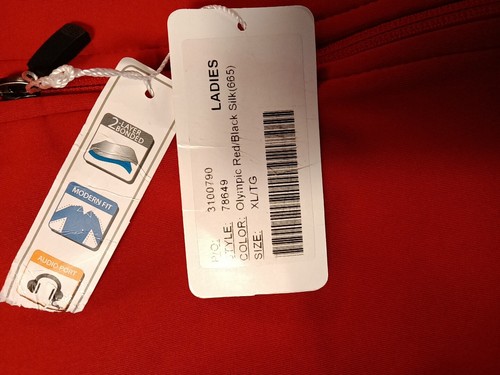 2-LAYER
BONDED
MODERN FIT
AUDIO PORT
LADIES
P/O: 3100790
STYLE: 78649
COLOR: Olympic Red/Black Silk(665)
SIZE: XL/TG